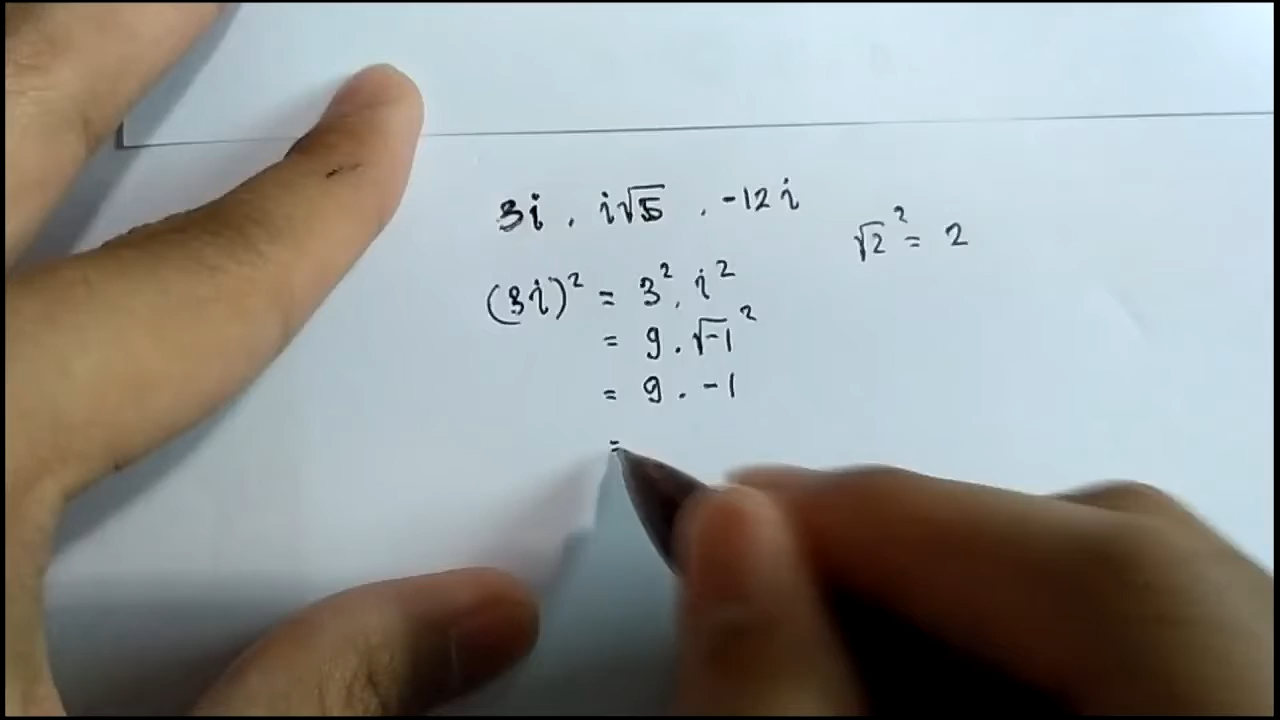 3i . i√5 . -12i
√2² = 2
(3i)² = 3² . i²
= 9 . √-1²
= 9 . -1
=